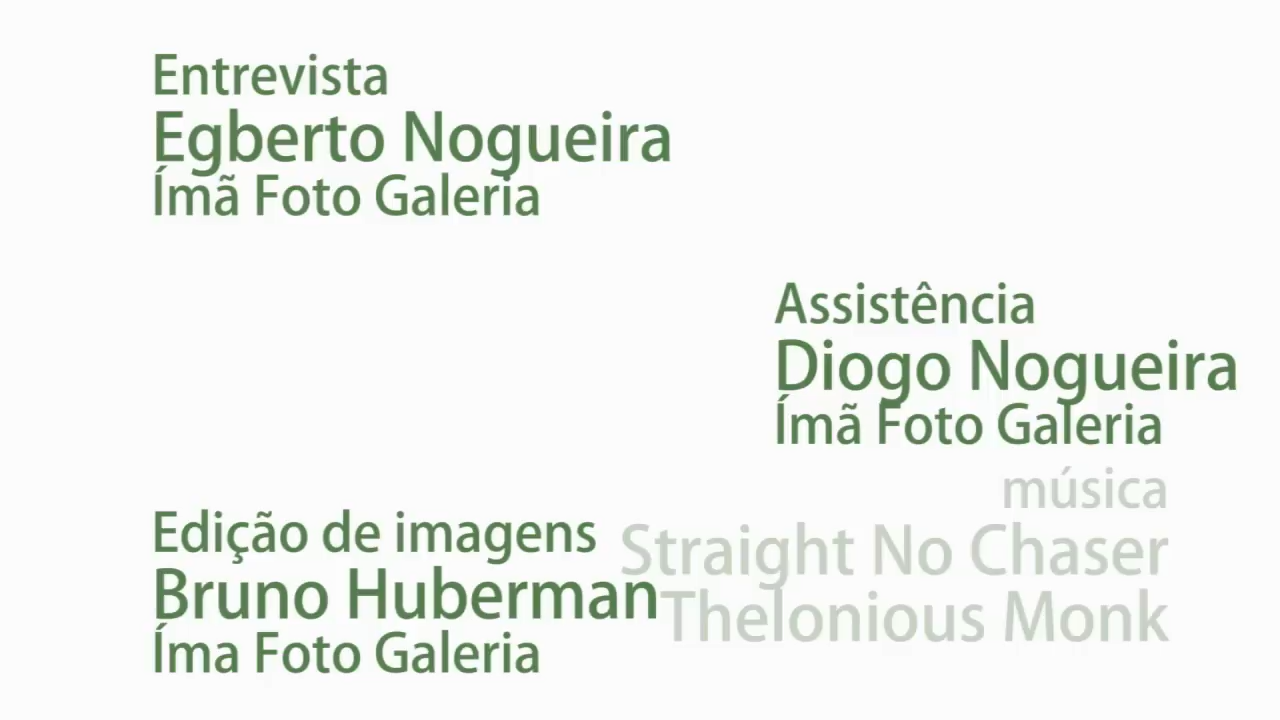 Entrevista
Egberto Nogueira
Ímã Foto Galeria
Assistência
Diogo Nogueira
Ímã Foto Galeria
música
Straight No Chaser
Thelonious Monk
Edição de imagens
Bruno Huberman
Íma Foto Galeria